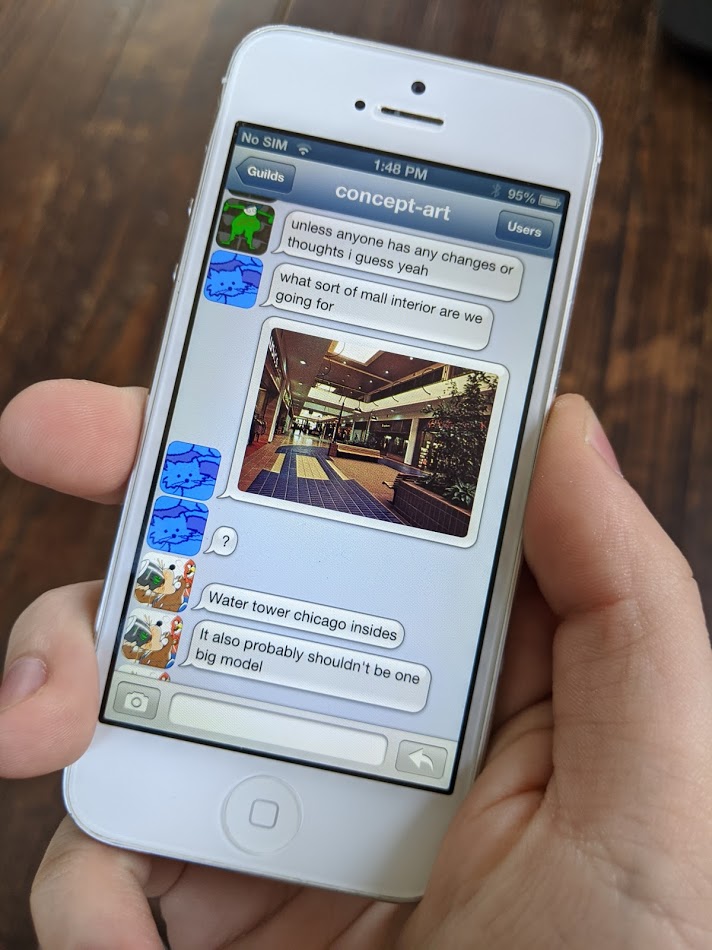 No SIM 1:48 PM 95%
Guilds concept-art Users
unless anyone has any changes or
thoughts i guess yeah
what sort of mall interior are we
going for
?
Water tower chicago insides
It also probably shouldn't be one
big model